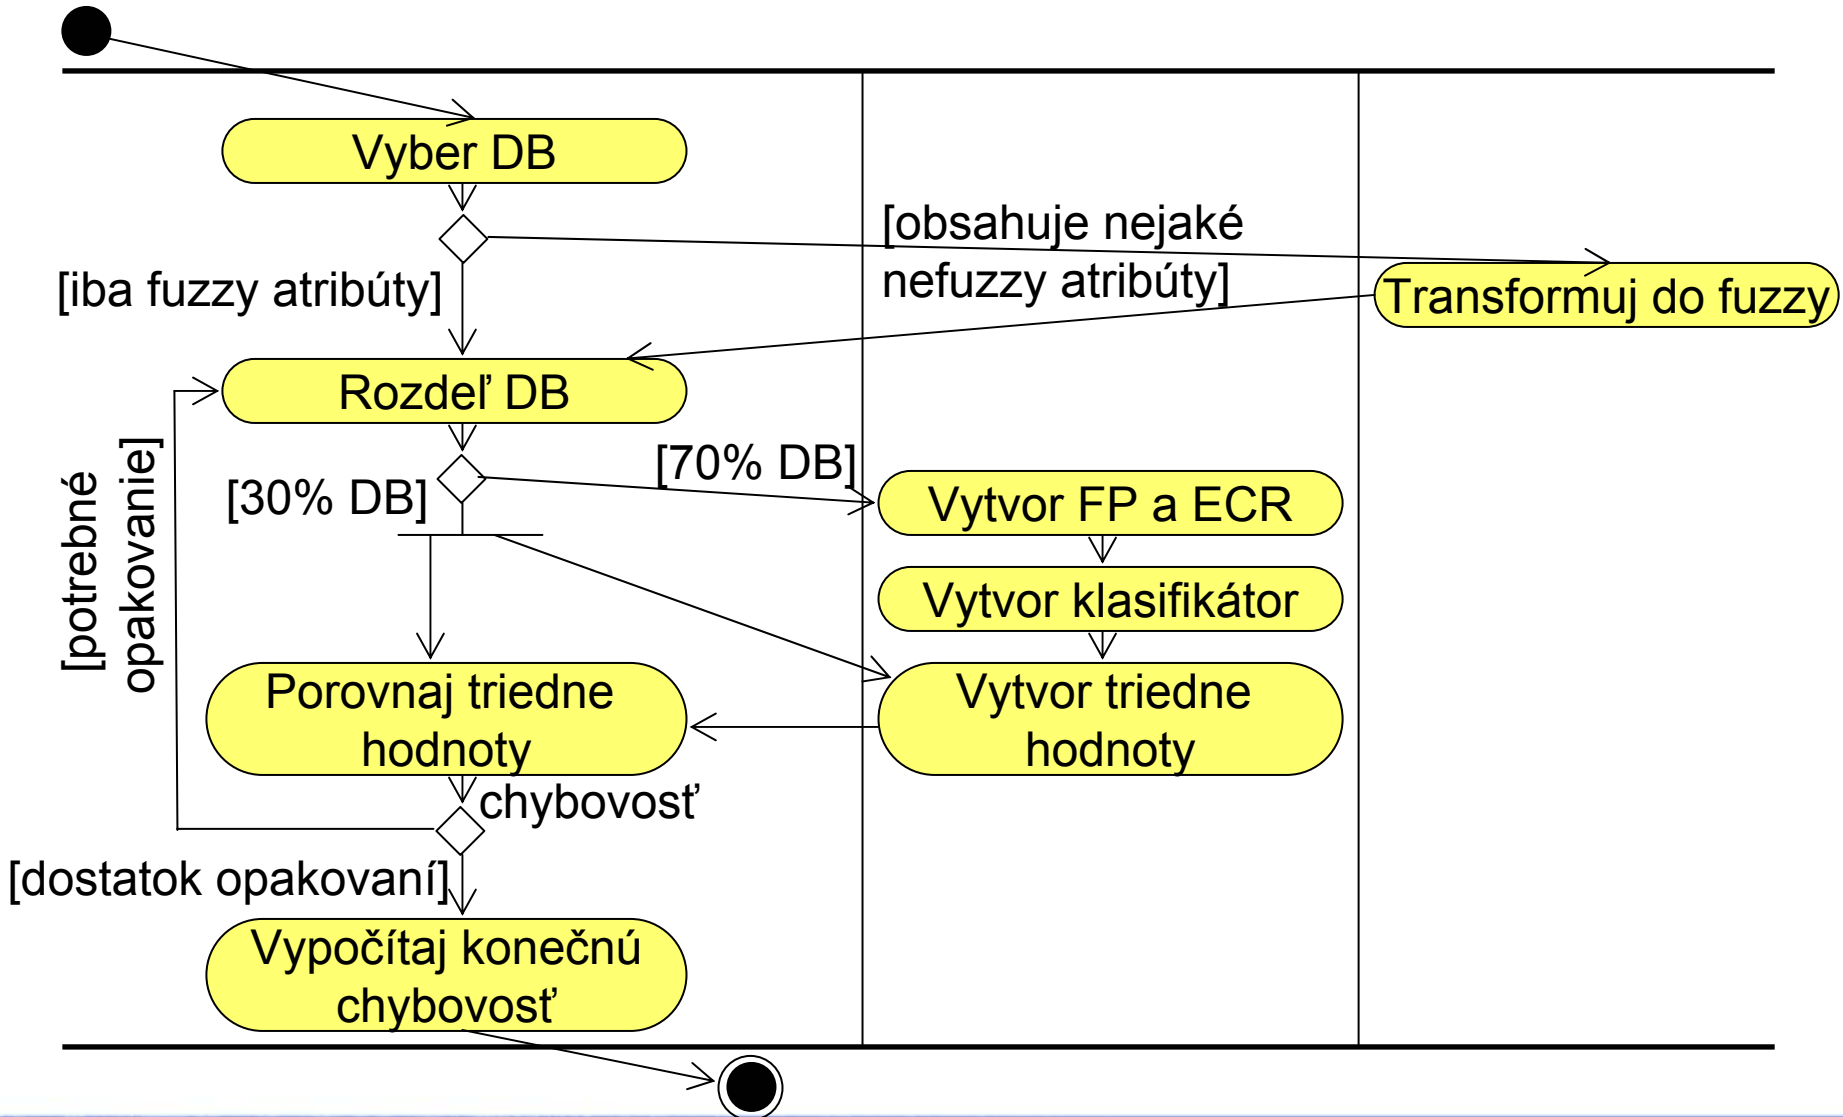 Vyber DB
[obsahuje nejaké
nefuzzy atribúty]
[iba fuzzy atribúty]
Transformuj do fuzzy
Rozdeľ DB
[potrebné
opakovanie]
[30% DB]
[70% DB]
Vytvor FP a ECR
Vytvor klasifikátor
Porovnaj triedne
hodnoty
Vytvor triedne
hodnoty
chybovosť
[dostatok opakovaní]
Vypočítaj konečnú
chybovosť